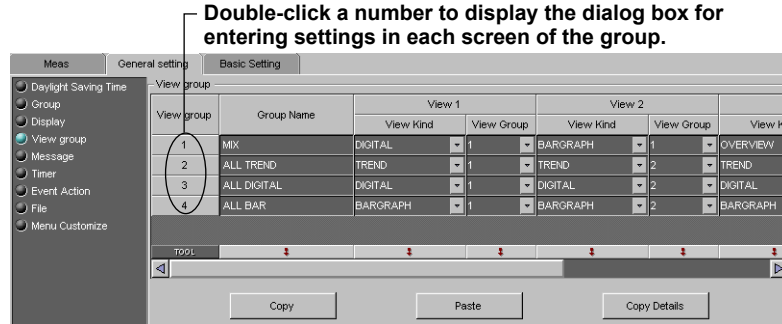 Double-click a number to display the dialog box for
entering settings in each screen of the group.
Meas General setting Basic Setting
Daylight Saving Time
Group
Display
View group
Message
Timer
Event Action
File
Menu Customize
View group
View group Group Name View 1 View 2
View Kind View Group View Kind View Group View K
1 MIX DIGITAL 1 BARGRAPH 1 OVERVIEW
2 ALL TREND TREND 1 TREND 2 TREND
3 ALL DIGITAL DIGITAL 1 DIGITAL 2 DIGITAL
4 ALL BAR BARGRAPH 1 BARGRAPH 2 BARGRAPH
TOOL
Copy Paste Copy Details